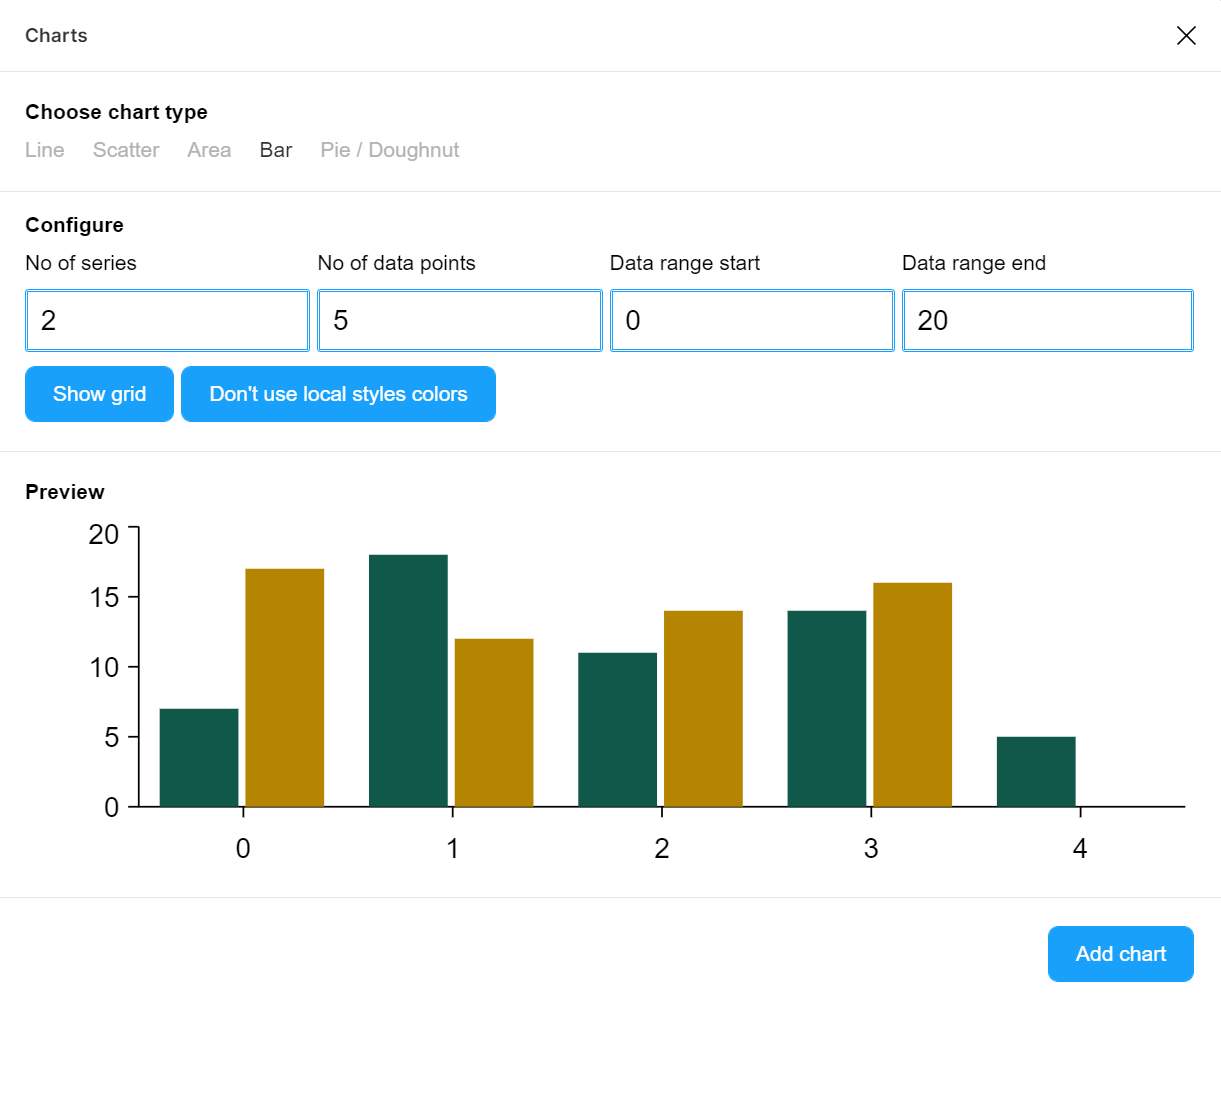 Charts
Choose chart type
Line Scatter Area Bar Pie / Doughnut
Configure
No of series No of data points Data range start Data range end
2 5 0 20
Show grid Don't use local styles colors
Preview
20
15
10
5
0
0 1 2 3 4
Add chart